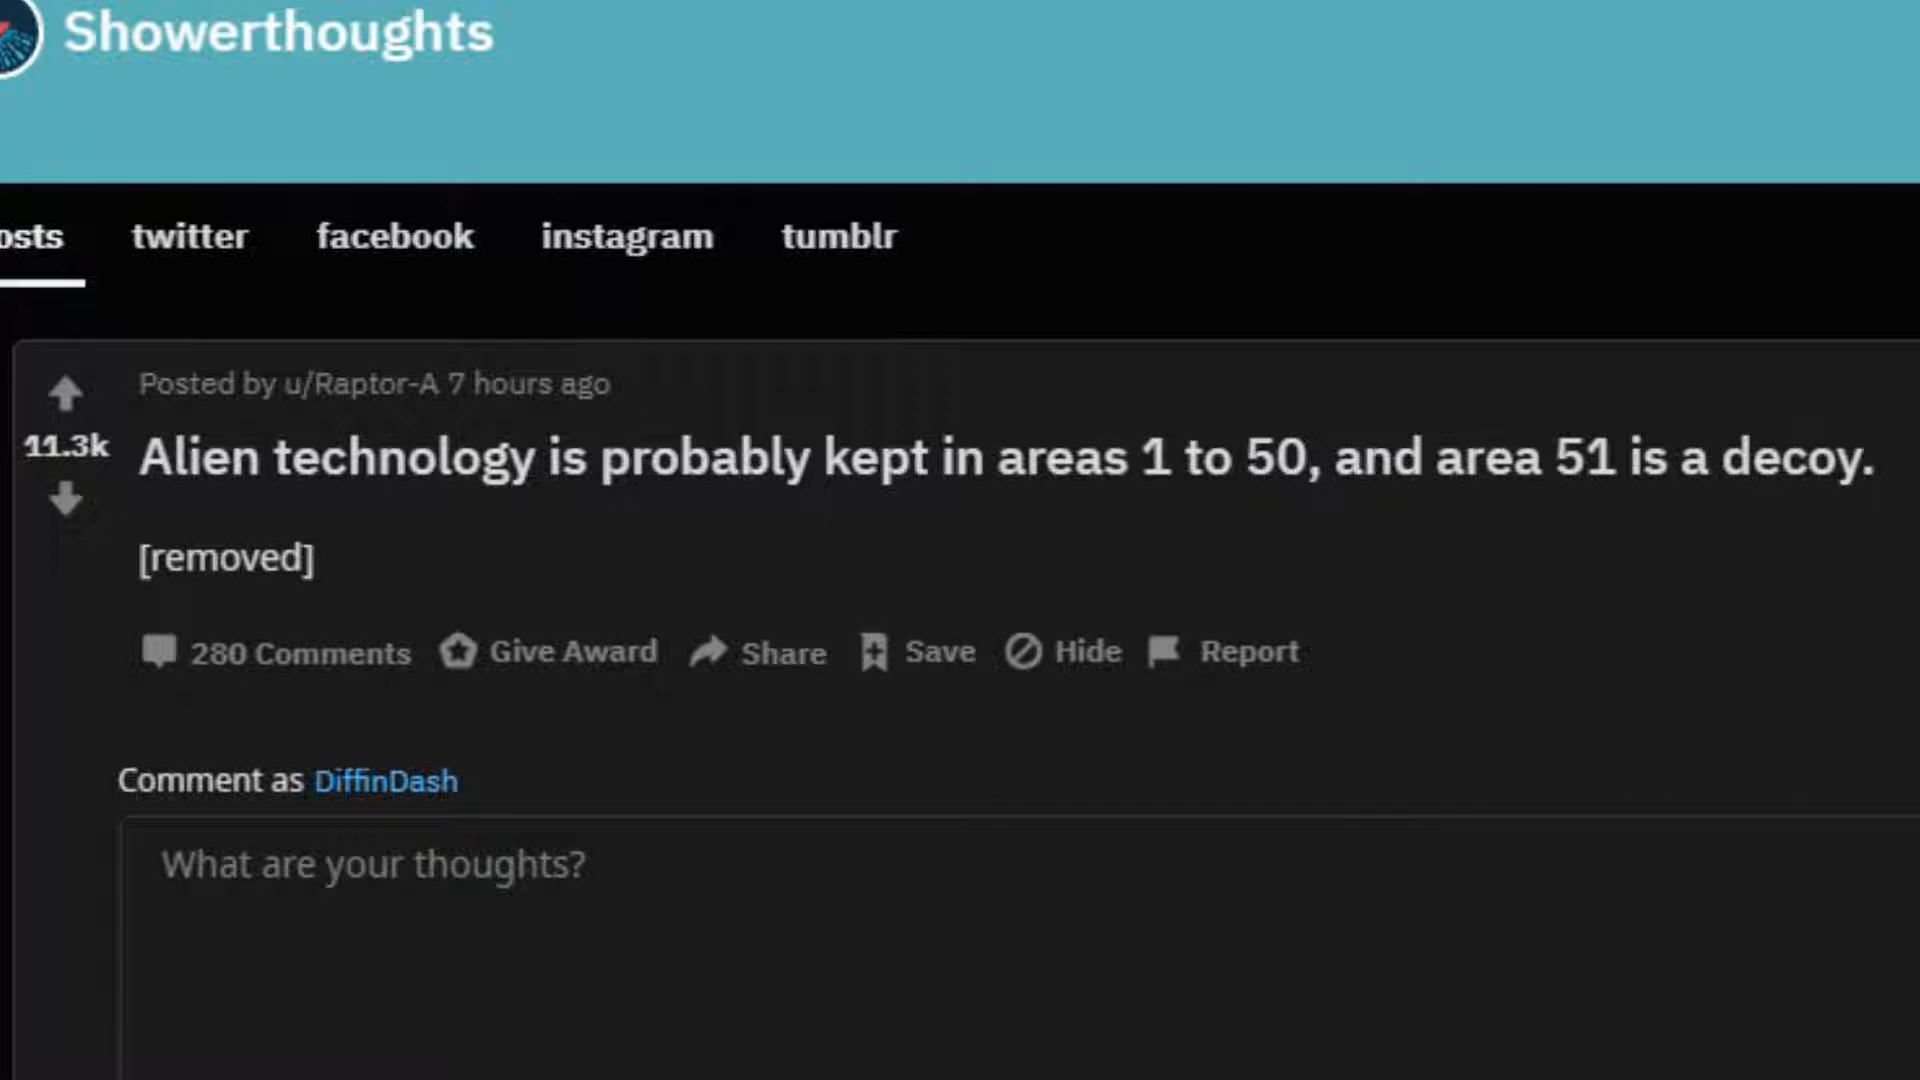 Showerthoughts
osts twitter facebook instagram tumblr
Posted by u/Raptor-A 7 hours ago
11.3k
Alien technology is probably kept in areas 1 to 50, and area 51 is a decoy.
[removed]
280 Comments Give Award Share Save Hide Report
Comment as DiffinDash
What are your thoughts?